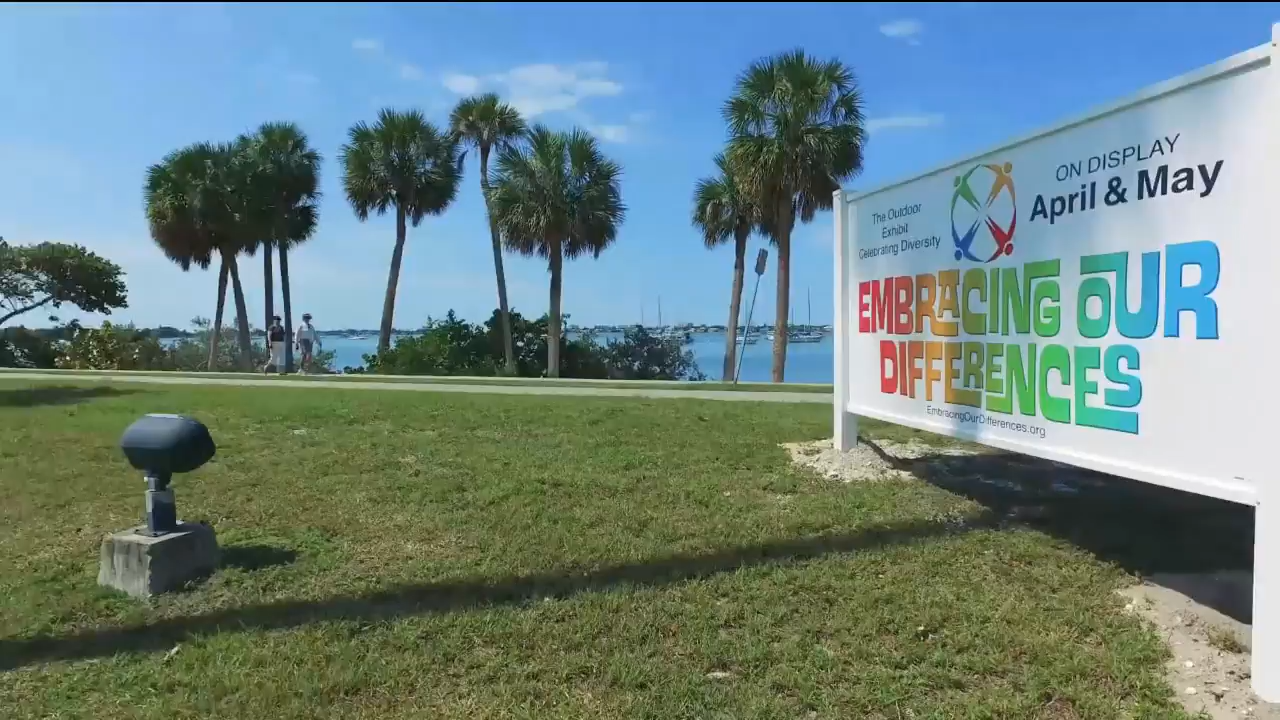 The Outdoor
Exhibit
Celebrating Diversity
ON DISPLAY
April & May
EMBRACING OUR
DIFFERENCES
EmbracingOurDifferences.org